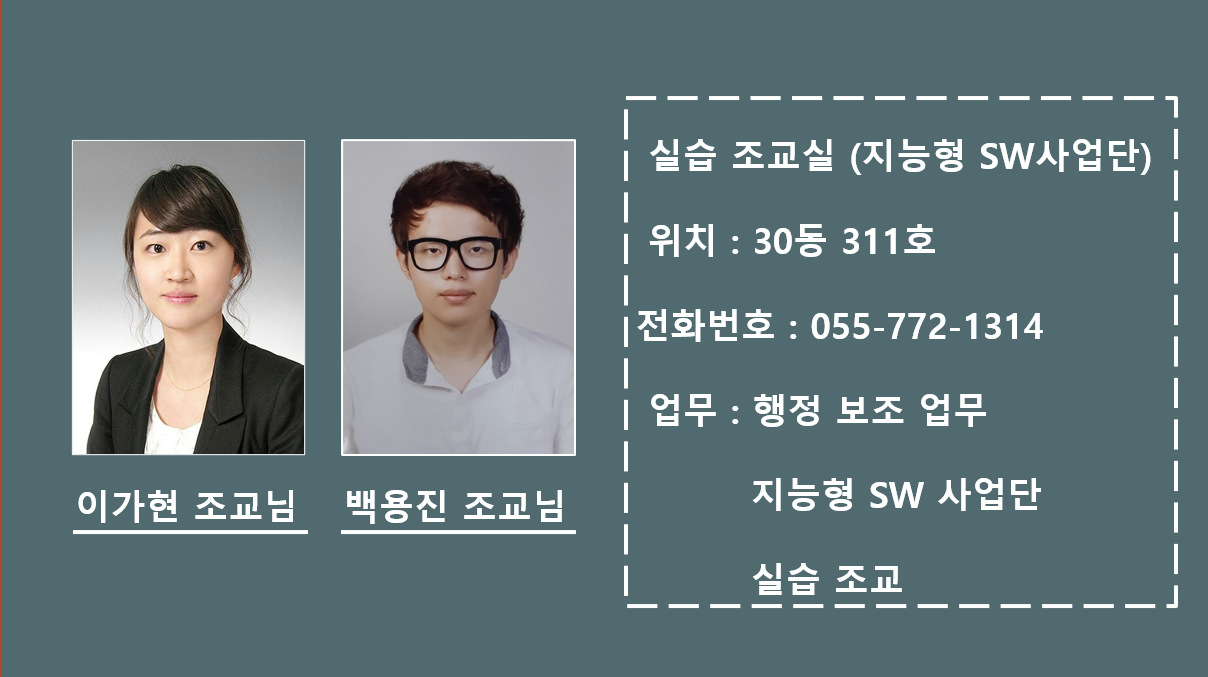 이가현 조교님
백용진 조교님
실습 조교실 (지능형 SW사업단)
위치 : 30동 311호
전화번호 : 055-772-1314
업무 : 행정 보조 업무
지능형 SW 사업단
실습 조교